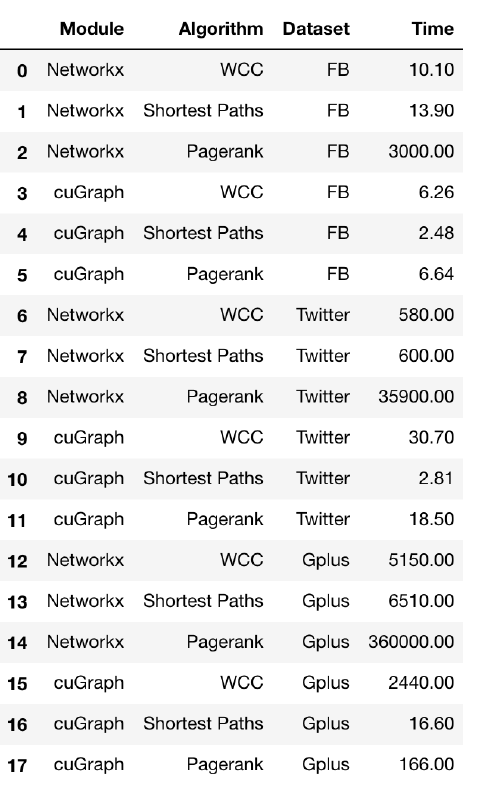 Module Algorithm Dataset Time
0 Networkx WCC FB 10.10
1 Networkx Shortest Paths FB 13.90
2 Networkx Pagerank FB 3000.00
3 cuGraph WCC FB 6.26
4 cuGraph Shortest Paths FB 2.48
5 cuGraph Pagerank FB 6.64
6 Networkx WCC Twitter 580.00
7 Networkx Shortest Paths Twitter 600.00
8 Networkx Pagerank Twitter 35900.00
9 cuGraph WCC Twitter 30.70
10 cuGraph Shortest Paths Twitter 2.81
11 cuGraph Pagerank Twitter 18.50
12 Networkx WCC Gplus 5150.00
13 Networkx Shortest Paths Gplus 6510.00
14 Networkx Pagerank Gplus 360000.00
15 cuGraph WCC Gplus 2440.00
16 cuGraph Shortest Paths Gplus 16.60
17 cuGraph Pagerank Gplus 166.00